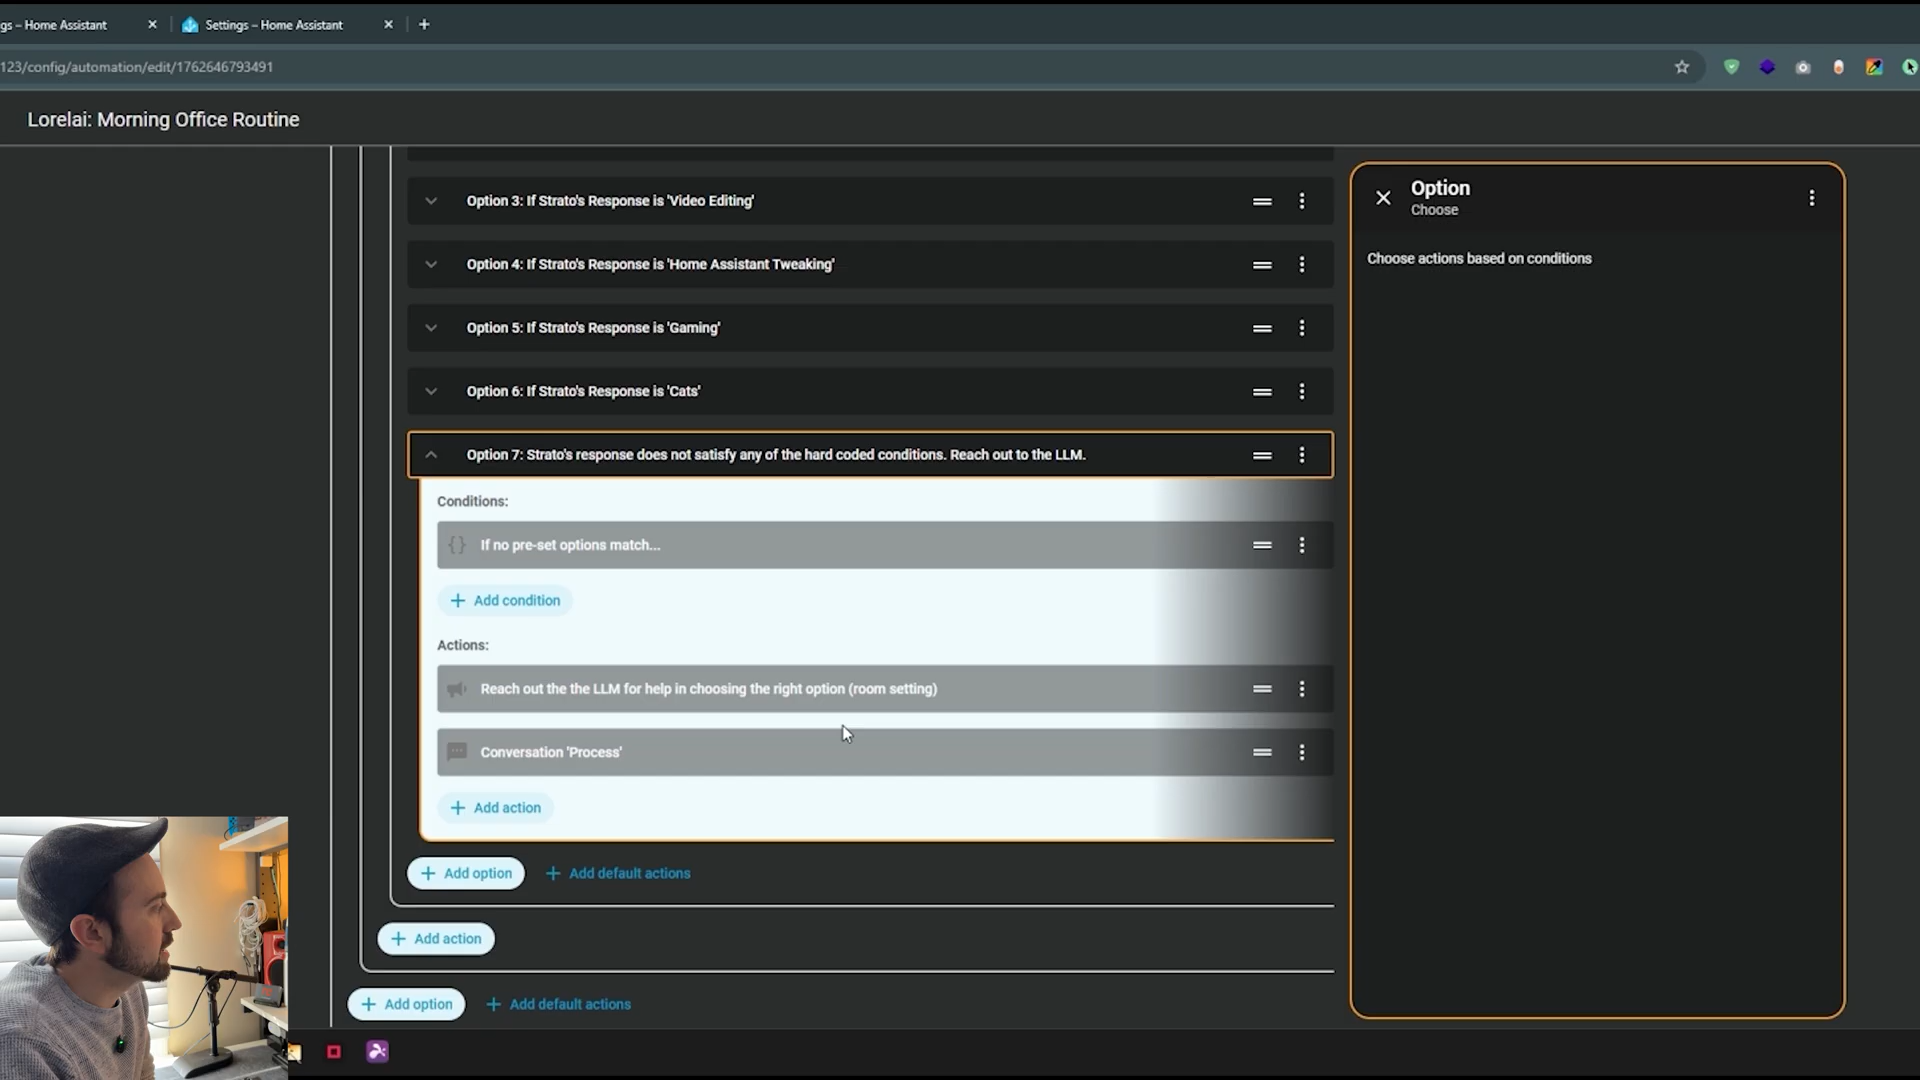 gs – Home Assistant
Settings – Home Assistant
123/config/automation/edit/1762646793491
Lorelai: Morning Office Routine
Option 3: If Strato's Response is 'Video Editing'
Option 4: If Strato's Response is 'Home Assistant Tweaking'
Option 5: If Strato's Response is 'Gaming'
Option 6: If Strato's Response is 'Cats'
Option 7: Strato's response does not satisfy any of the hard coded conditions. Reach out to the LLM.
Conditions:
If no pre-set options match...
Add condition
Actions:
Reach out the the LLM for help in choosing the right option (room setting)
Conversation 'Process'
Add action
Add option
Add default actions
Add action
Add option
Add default actions
Option
Choose
Choose actions based on conditions